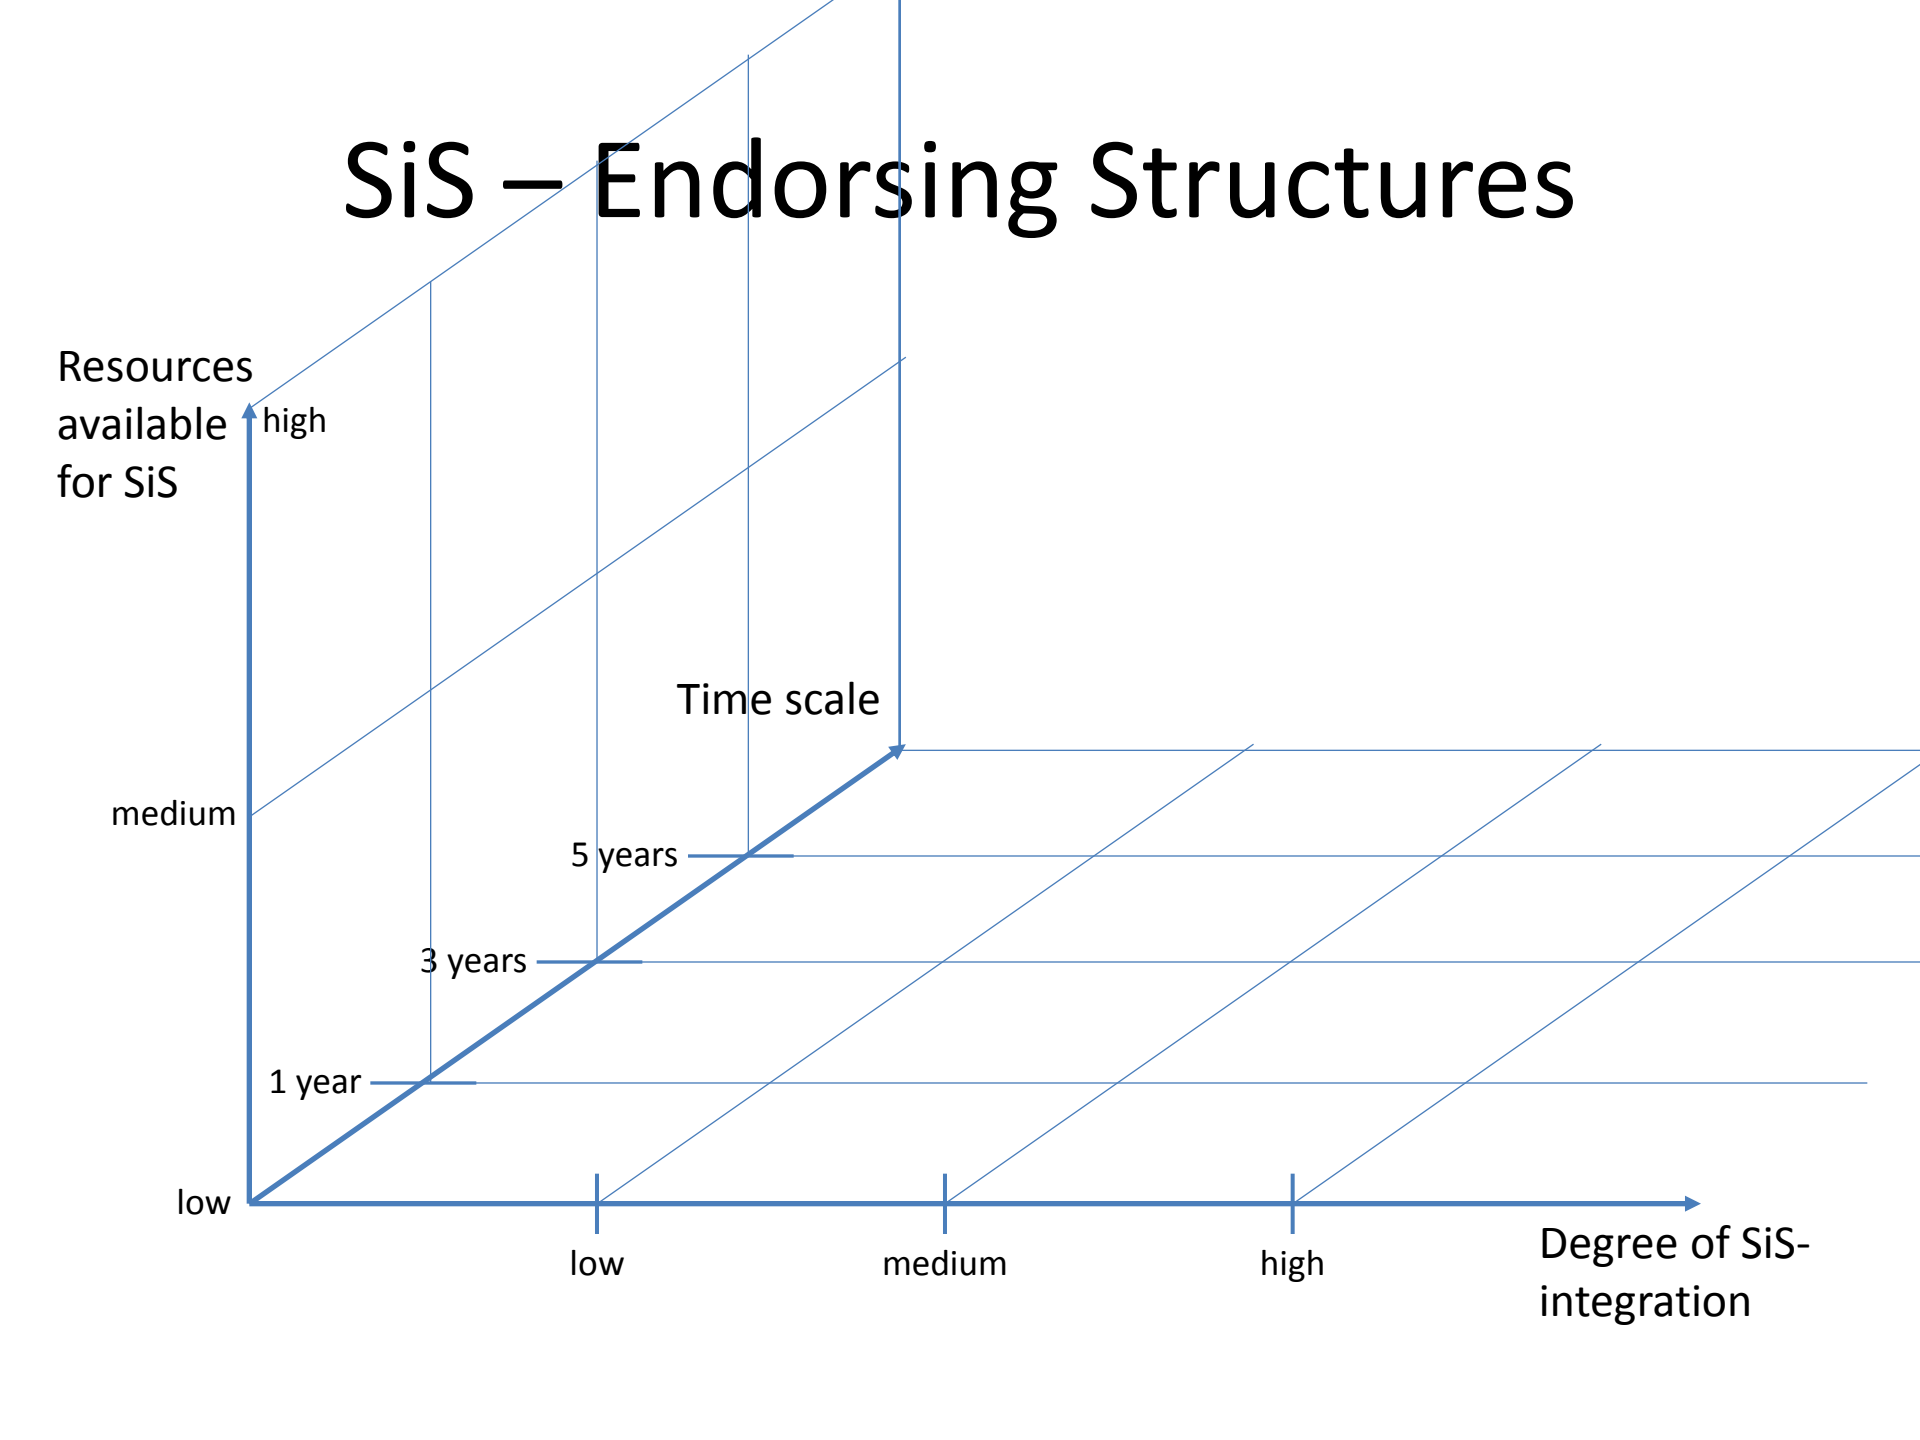 SiS – Endorsing Structures
Resources
available
for SiS
high
Time scale
medium
5 years
3 years
1 year
low
low
medium
high
Degree of SiS-
integration